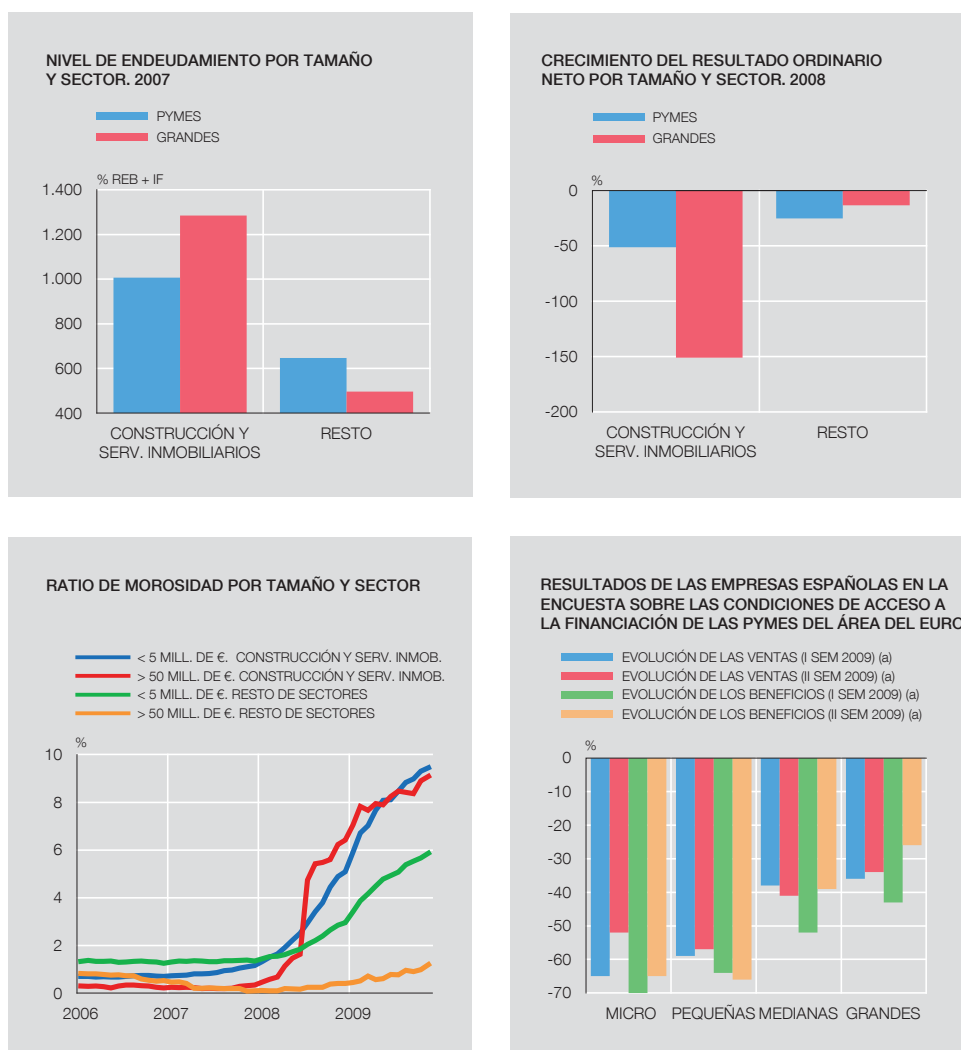 NIVEL DE ENDEUDAMIENTO POR TAMAÑO
Y SECTOR. 2007
PYMES
GRANDES
% REB + IF
1.400
1.200
1.000
800
600
400
CONSTRUCCIÓN Y
SERV. INMOBILIARIOS
RESTO
CRECIMIENTO DEL RESULTADO ORDINARIO
NETO POR TAMAÑO Y SECTOR. 2008
PYMES
GRANDES
%
0
-50
-100
-150
-200
CONSTRUCCIÓN Y
SERV. INMOBILIARIOS
RESTO
RATIO DE MOROSIDAD POR TAMAÑO Y SECTOR
< 5 MILL. DE €. CONSTRUCCIÓN Y SERV. INMOB.
> 50 MILL. DE €. CONSTRUCCIÓN Y SERV. INMOB.
< 5 MILL. DE €. RESTO DE SECTORES
> 50 MILL. DE €. RESTO DE SECTORES
%
10
8
6
4
2
0
2006 2007 2008 2009
RESULTADOS DE LAS EMPRESAS ESPAÑOLAS EN LA
ENCUESTA SOBRE LAS CONDICIONES DE ACCESO A
LA FINANCIACIÓN DE LAS PYMES DEL ÁREA DEL EURO
EVOLUCIÓN DE LAS VENTAS (I SEM 2009) (a)
EVOLUCIÓN DE LAS VENTAS (II SEM 2009) (a)
EVOLUCIÓN DE LOS BENEFICIOS (I SEM 2009) (a)
EVOLUCIÓN DE LOS BENEFICIOS (II SEM 2009) (a)
%
0
-10
-20
-30
-40
-50
-60
-70
MICRO PEQUEÑAS MEDIANAS GRANDES